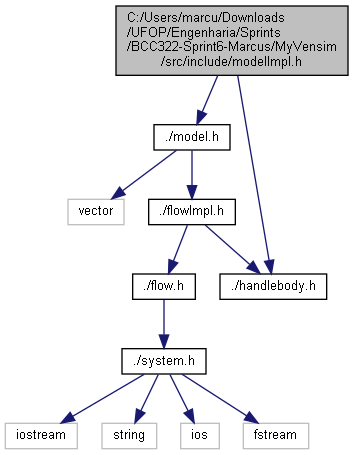 C:/Users/marcu/Downloads
/UFOP/Engenharia/Sprints
/BCC322-Sprint6-Marcus/MyVensim
/src/include/modelImpl.h
./model.h
vector
./flowImpl.h
./flow.h
./handlebody.h
./system.h
iostream
string
ios
fstream